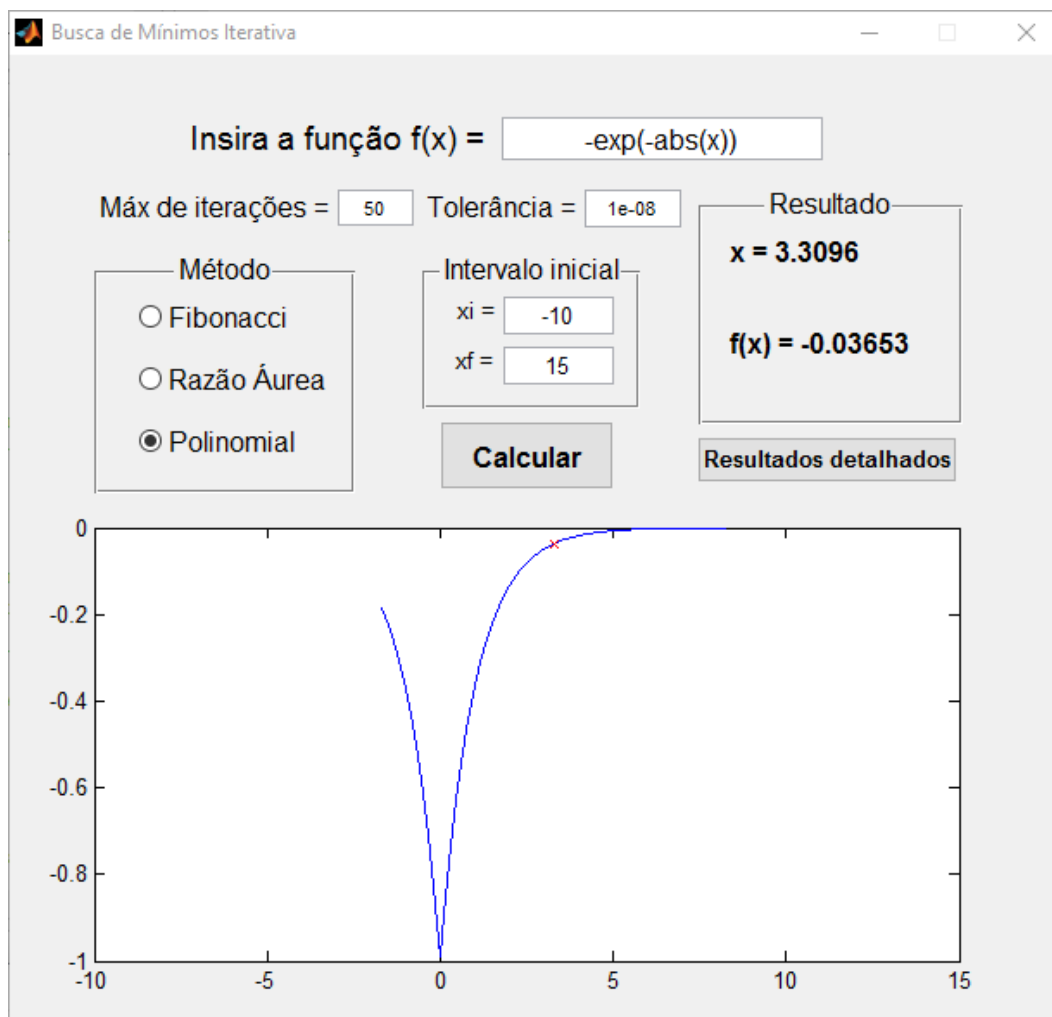 Busca de Mínimos Iterativa
Insira a função f(x) = -exp(-abs(x))
Máx de iterações = 50 Tolerância = 1e-08
Resultado
x = 3.3096
f(x) = -0.03653
Método
Fibonacci
Razão Áurea
Polinomial
Intervalo inicial
xi = -10
xf = 15
Calcular
Resultados detalhados
0
-0.2
-0.4
-0.6
-0.8
-1
-10 -5 0 5 10 15